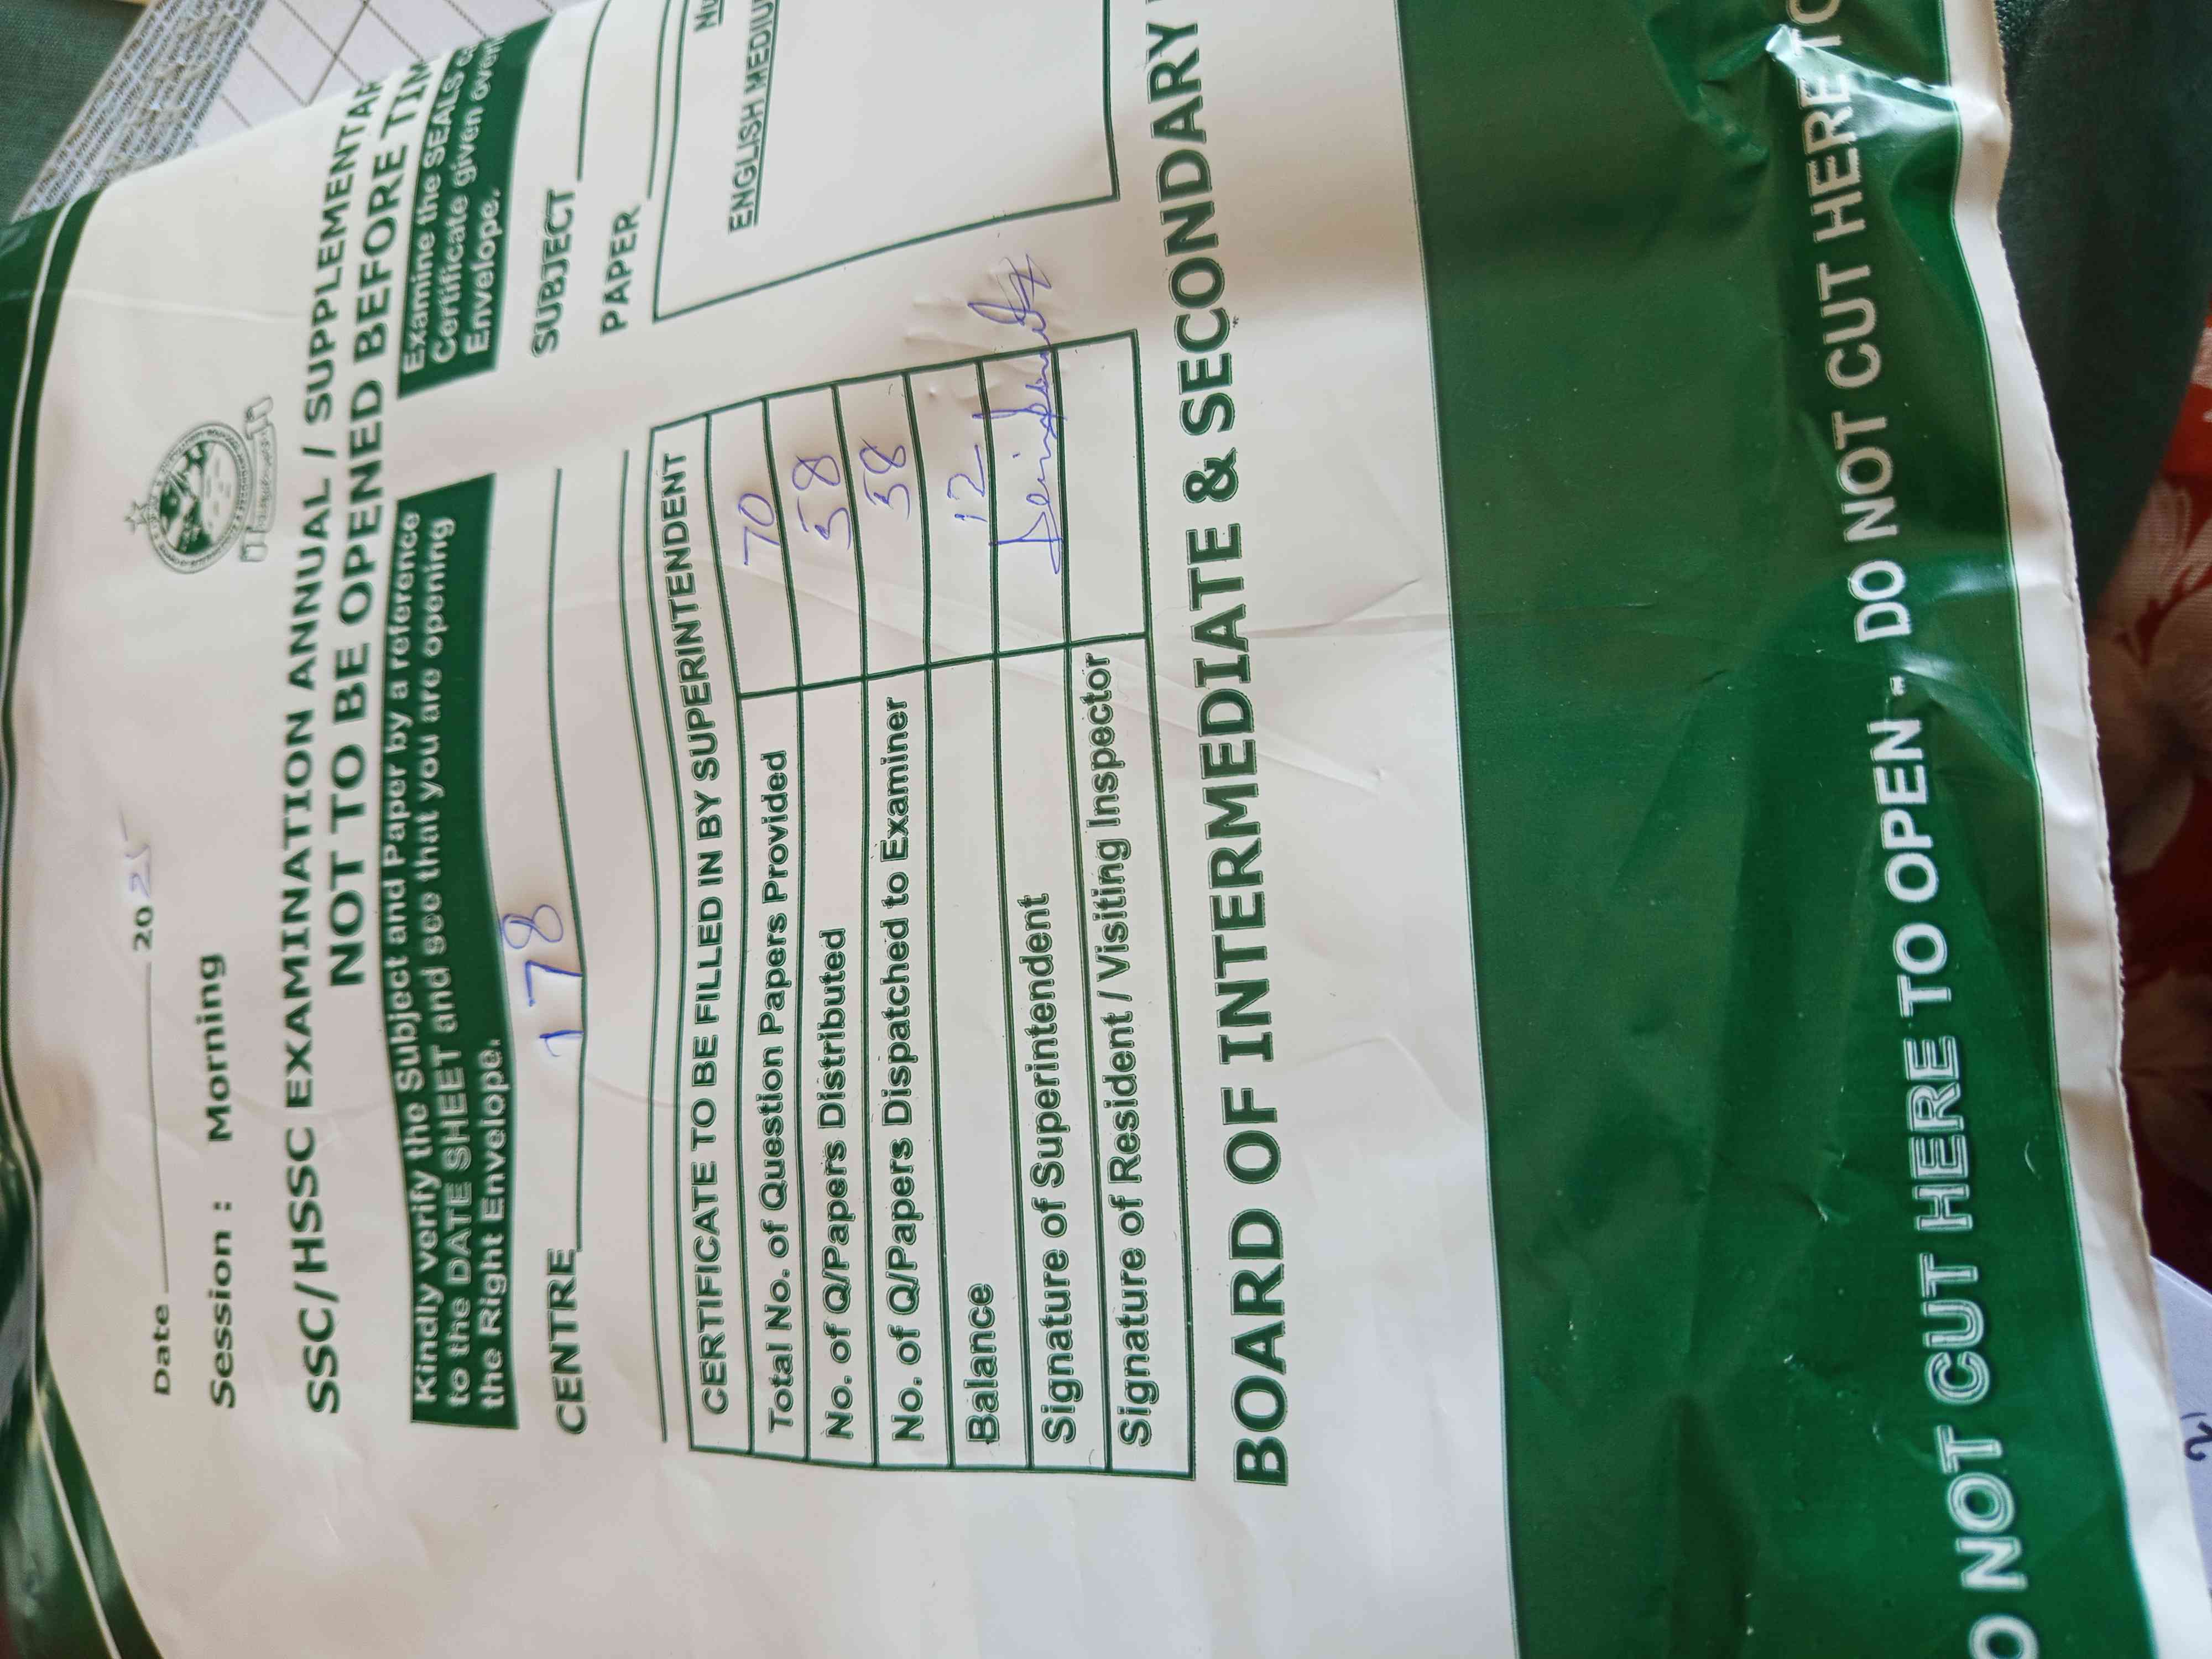 Date 2025
Session : Morning
SSC/HSSC EXAMINATION ANNUAL / SUPPLEMENTAR
NOT TO BE OPENED BEFORE TIM
Kindly verify the Subject and Paper by a reference
to the DATE SHEET and see that you are opening
the Right Envelope.
Examine the SEALS
Certificate given over
Envelope.
CENTRE 178
SUBJECT
PAPER
CERTIFICATE TO BE FILLED IN BY SUPERINTENDENT
Total No. of Question Papers Provided 70
No. of Q/Papers Distributed 58
No. of Q/Papers Dispatched to Examiner 58
Balance 12
Signature of Superintendent
Signature of Resident / Visiting Inspector
Nu
ENGLISH MEDIU
BOARD OF INTERMEDIATE & SECONDARY
O NOT CUT HERE TO OPEN - DO NOT CUT HERE TO